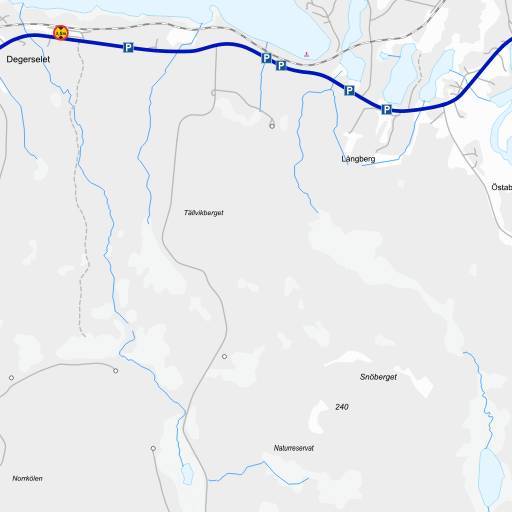 P
P
P
Degerselet
P
P
Långberg
Östab
Tällvikberget
Snöberget
240
Naturreservat
Norrkölen